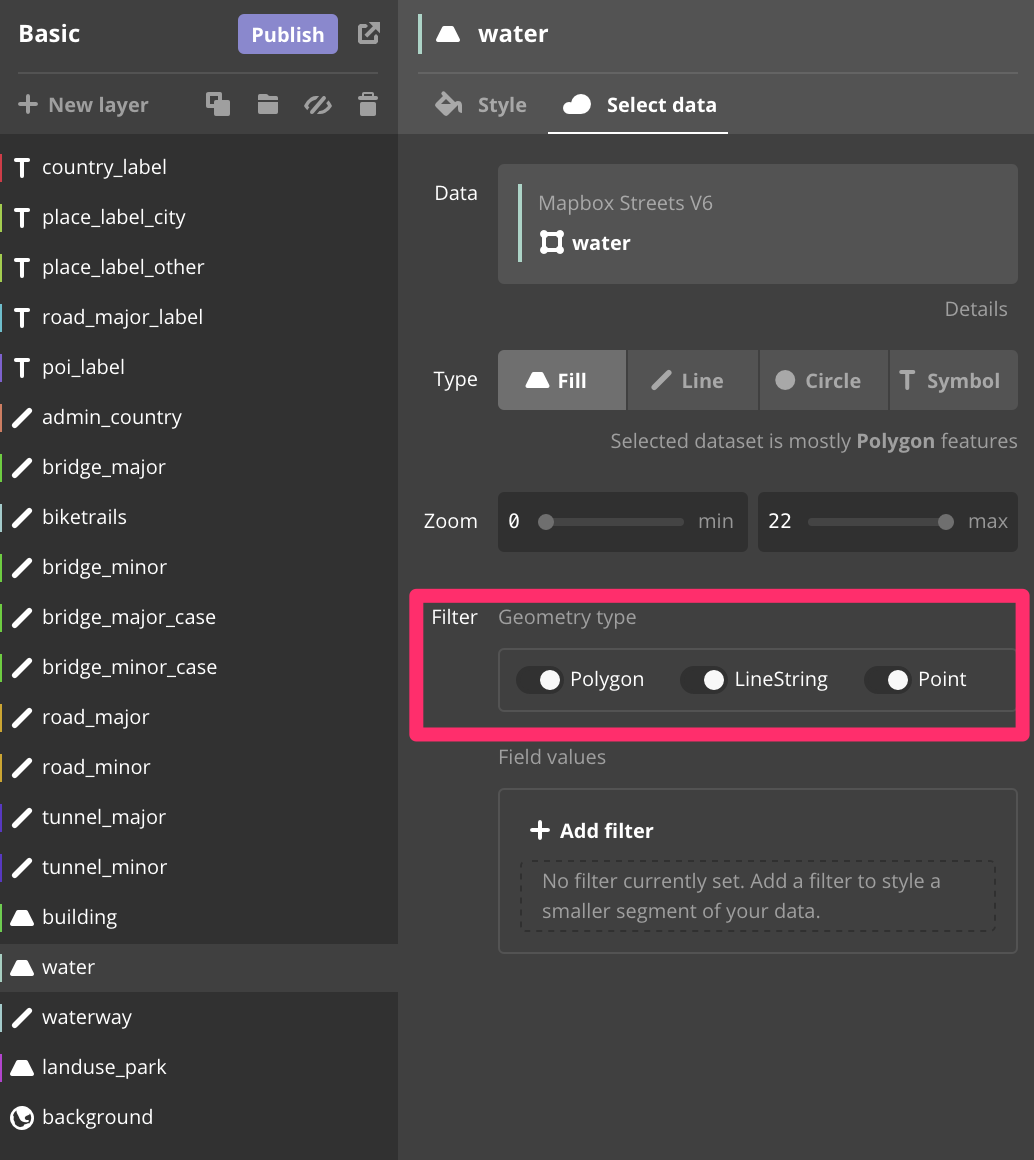 Basic
Publish
New layer
country_label
place_label_city
place_label_other
road_major_label
poi_label
admin_country
bridge_major
biketrails
bridge_minor
bridge_major_case
bridge_minor_case
road_major
road_minor
tunnel_major
tunnel_minor
building
water
waterway
landuse_park
background
water
Style
Select data
Data
Mapbox Streets V6
water
Details
Type
Fill
Line
Circle
Symbol
Selected dataset is mostly Polygon features
Zoom
0
min
22
max
Filter
Geometry type
Polygon
LineString
Point
Field values
Add filter
No filter currently set. Add a filter to style a
smaller segment of your data.